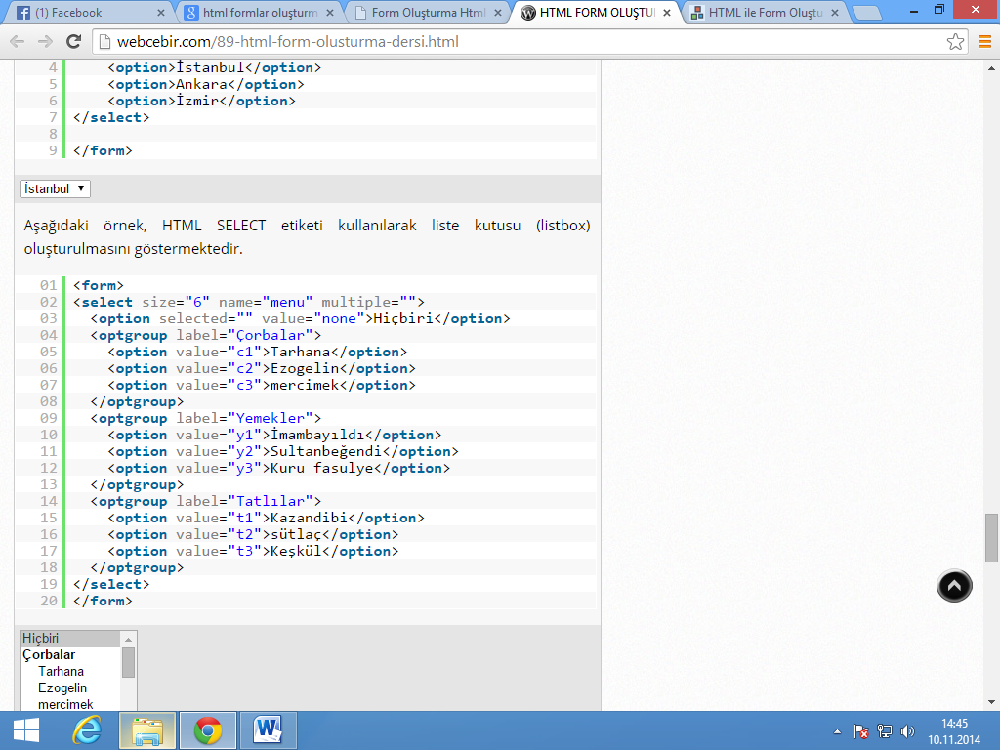 (1) Facebook
html formlar oluşturm
Form Oluşturma Html
HTML FORM OLUŞTU
HTML ile Form Oluştu
webcebir.com/89-html-form-olusturma-dersi.html
4 <option>İstanbul</option>
5 <option>Ankara</option>
6 <option>İzmir</option>
7 </select>
8
9 </form>
İstanbul
Aşağıdaki örnek, HTML SELECT etiketi kullanılarak liste kutusu (listbox)
oluşturulmasını göstermektedir.
01 <form>
02 <select size="6" name="menu" multiple="">
03 <option selected="" value="none">Hiçbiri</option>
04 <optgroup label="Çorbalar">
05 <option value="c1">Tarhana</option>
06 <option value="c2">Ezogelin</option>
07 <option value="c3">mercimek</option>
08 </optgroup>
09 <optgroup label="Yemekler">
10 <option value="y1">İmambayıldı</option>
11 <option value="y2">Sultanbeğendi</option>
12 <option value="y3">Kuru fasulye</option>
13 </optgroup>
14 <optgroup label="Tatlılar">
15 <option value="t1">Kazandibi</option>
16 <option value="t2">sütlaç</option>
17 <option value="t3">Keşkül</option>
18 </optgroup>
19 </select>
20 </form>
Hiçbiri
Çorbalar
Tarhana
Ezogelin
mercimek
14:45
10.11.2014